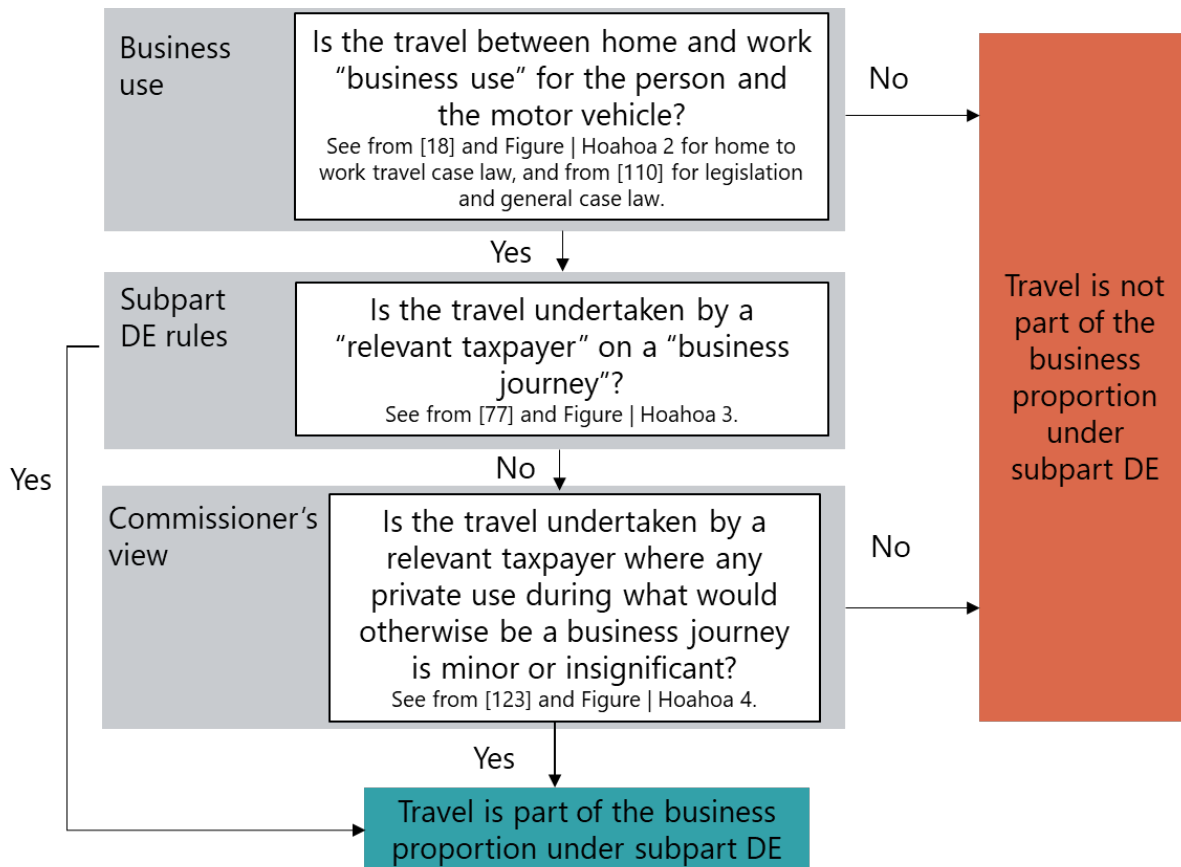 Business
use
Is the travel between home and work
“business use” for the person and
the motor vehicle?
See from [18] and Figure | Hoahoa 2 for home to
work travel case law, and from [110] for legislation
and general case law.
No
Yes
Subpart
DE rules
Is the travel undertaken by a
“relevant taxpayer” on a “business
journey”?
See from [77] and Figure | Hoahoa 3.
Travel is not
part of the
business
proportion
under
subpart DE
Yes
No
Commissioner’s
view
Is the travel undertaken by a
relevant taxpayer where any
private use during what would
otherwise be a business journey
is minor or insignificant?
See from [123] and Figure | Hoahoa 4.
No
Yes
Travel is part of the business
proportion under subpart DE